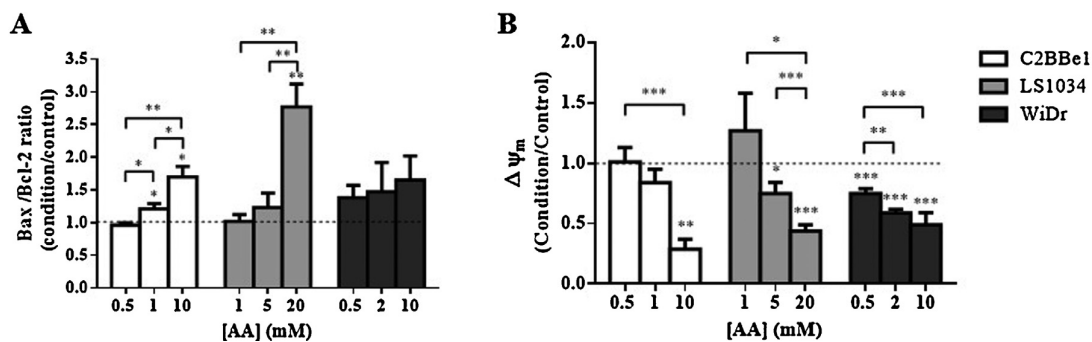 A
Bax /Bcl-2 ratio
(condition/control)
3.5
3.0
2.5
2.0
1.5
1.0
0.5
0.0
**
*
*
*
*
**
**
**
0.5 1 10 1 5 20 0.5 2 10
[AA] (mM)
B
Δ ψm
(Condition/Control)
2.0
1.5
1.0
0.5
0.0
***
**
*
***
*
***
***
**
***
***
***
0.5 1 10 1 5 20 0.5 2 10
[AA] (mM)
C2BBe1
LS1034
WiDr